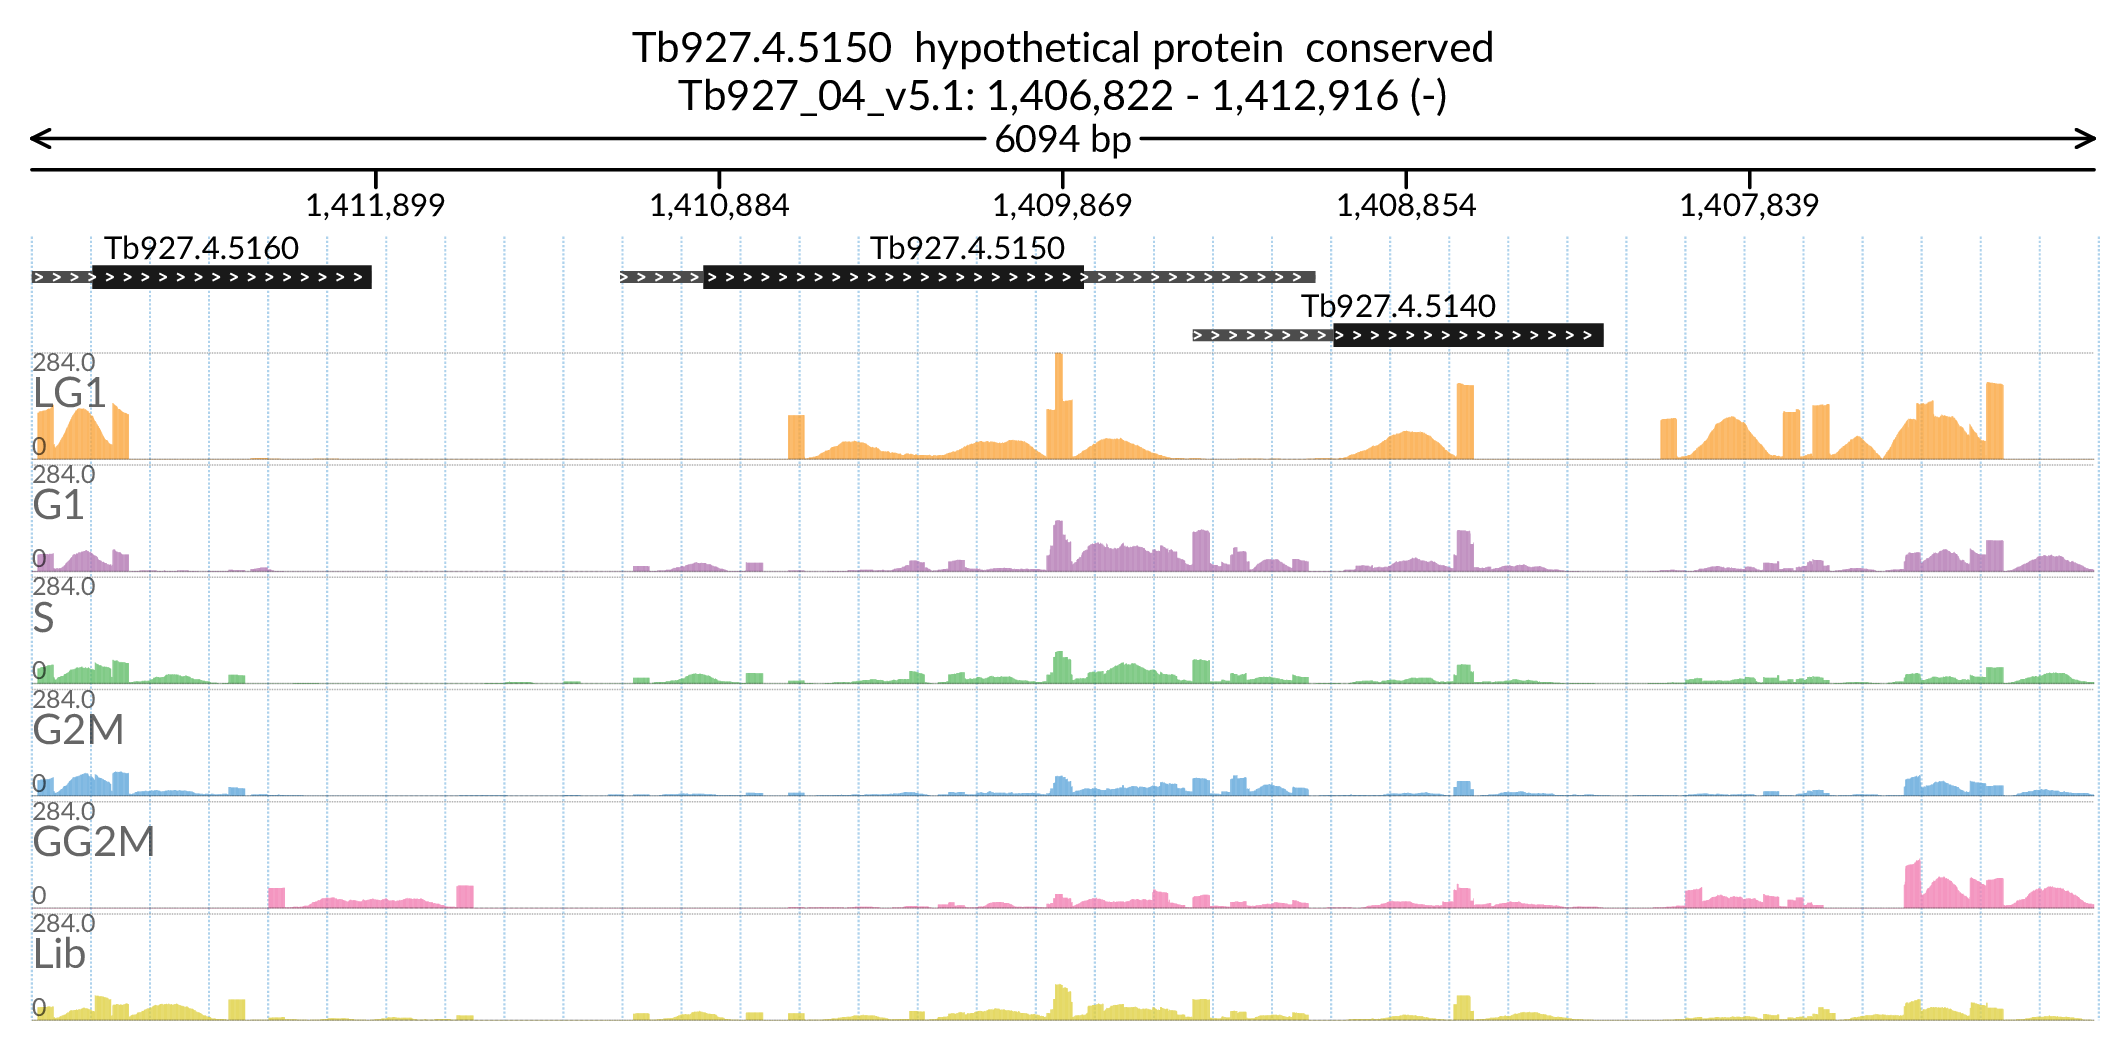 Tb927.4.5150 hypothetical protein conserved
Tb927_04_v5.1: 1,406,822 - 1,412,916 (-)
6094 bp
1,411,899 1,410,884 1,409,869 1,408,854 1,407,839
Tb927.4.5160 Tb927.4.5150
Tb927.4.5140
284.0
LG1
0
284.0
G1
0
284.0
S
0
284.0
G2M
0
284.0
GG2M
0
284.0
Lib
0